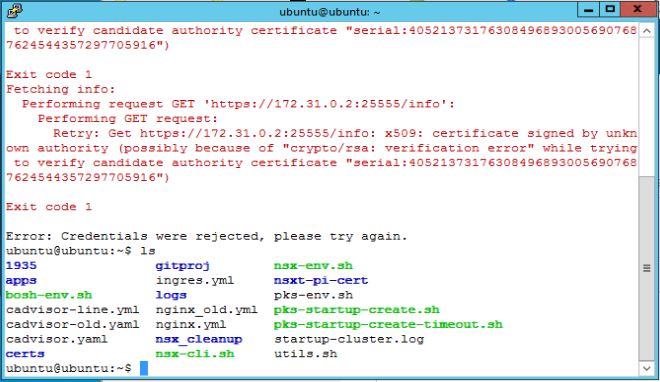 ubuntu@ubuntu: ~
to verify candidate authority certificate "serial:405213731763084968930056907687624544357297705916")
Exit code 1
Fetching info:
Performing request GET 'https://172.31.0.2:25555/info':
Performing GET request:
Retry: Get https://172.31.0.2:25555/info: x509: certificate signed by unkn
own authority (possibly because of "crypto/rsa: verification error" while trying
to verify candidate authority certificate "serial:40521373176308496893005690768
7624544357297705916")
Exit code 1
Error: Credentials were rejected, please try again.
ubuntu@ubuntu:~$ ls
1935 gitproj nsx-env.sh
apps ingres.yml nsxt-pi-cert
bosh-env.sh logs pks-env.sh
cadvisor-line.yml nginx_old.yml pks-startup-create.sh
cadvisor-old.yaml nginx.yml pks-startup-create-timeout.sh
cadvisor.yaml nsx_cleanup startup-cluster.log
certs nsx-cli.sh utils.sh
ubuntu@ubuntu:~$